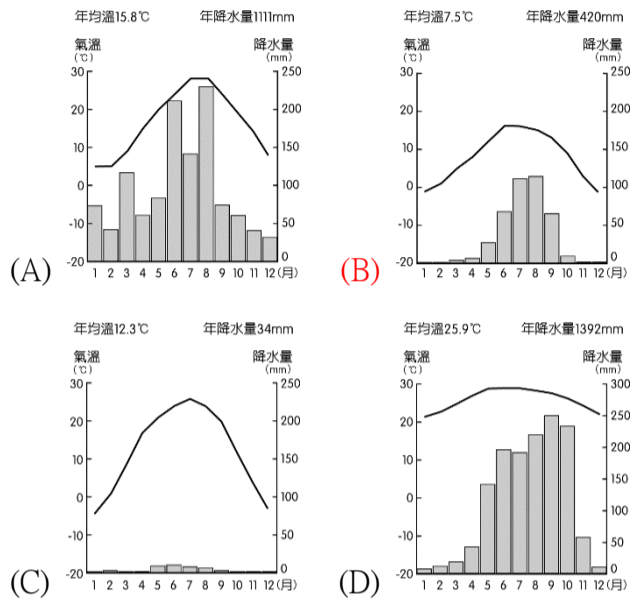 年均溫15.8℃ 年降水量1111mm
氣溫 降水量
(℃) (mm)
30 250
20 200
10 150
0 100
-10 50
-20 0
1 2 3 4 5 6 7 8 9 10 11 12(月)
(A)
年均溫7.5℃ 年降水量420mm
氣溫 降水量
(℃) (mm)
30 250
20 200
10 150
0 100
-10 50
-20 0
1 2 3 4 5 6 7 8 9 10 11 12(月)
(B)
年均溫12.3℃ 年降水量34mm
氣溫 降水量
(℃) (mm)
30 250
20 200
10 150
0 100
-10 50
-20 0
1 2 3 4 5 6 7 8 9 10 11 12(月)
(C)
年均溫25.9℃ 年降水量1392mm
氣溫 降水量
(℃) (mm)
30 300
250
20 200
10 150
0 100
-10 50
-20 0
1 2 3 4 5 6 7 8 9 10 11 12(月)
(D)